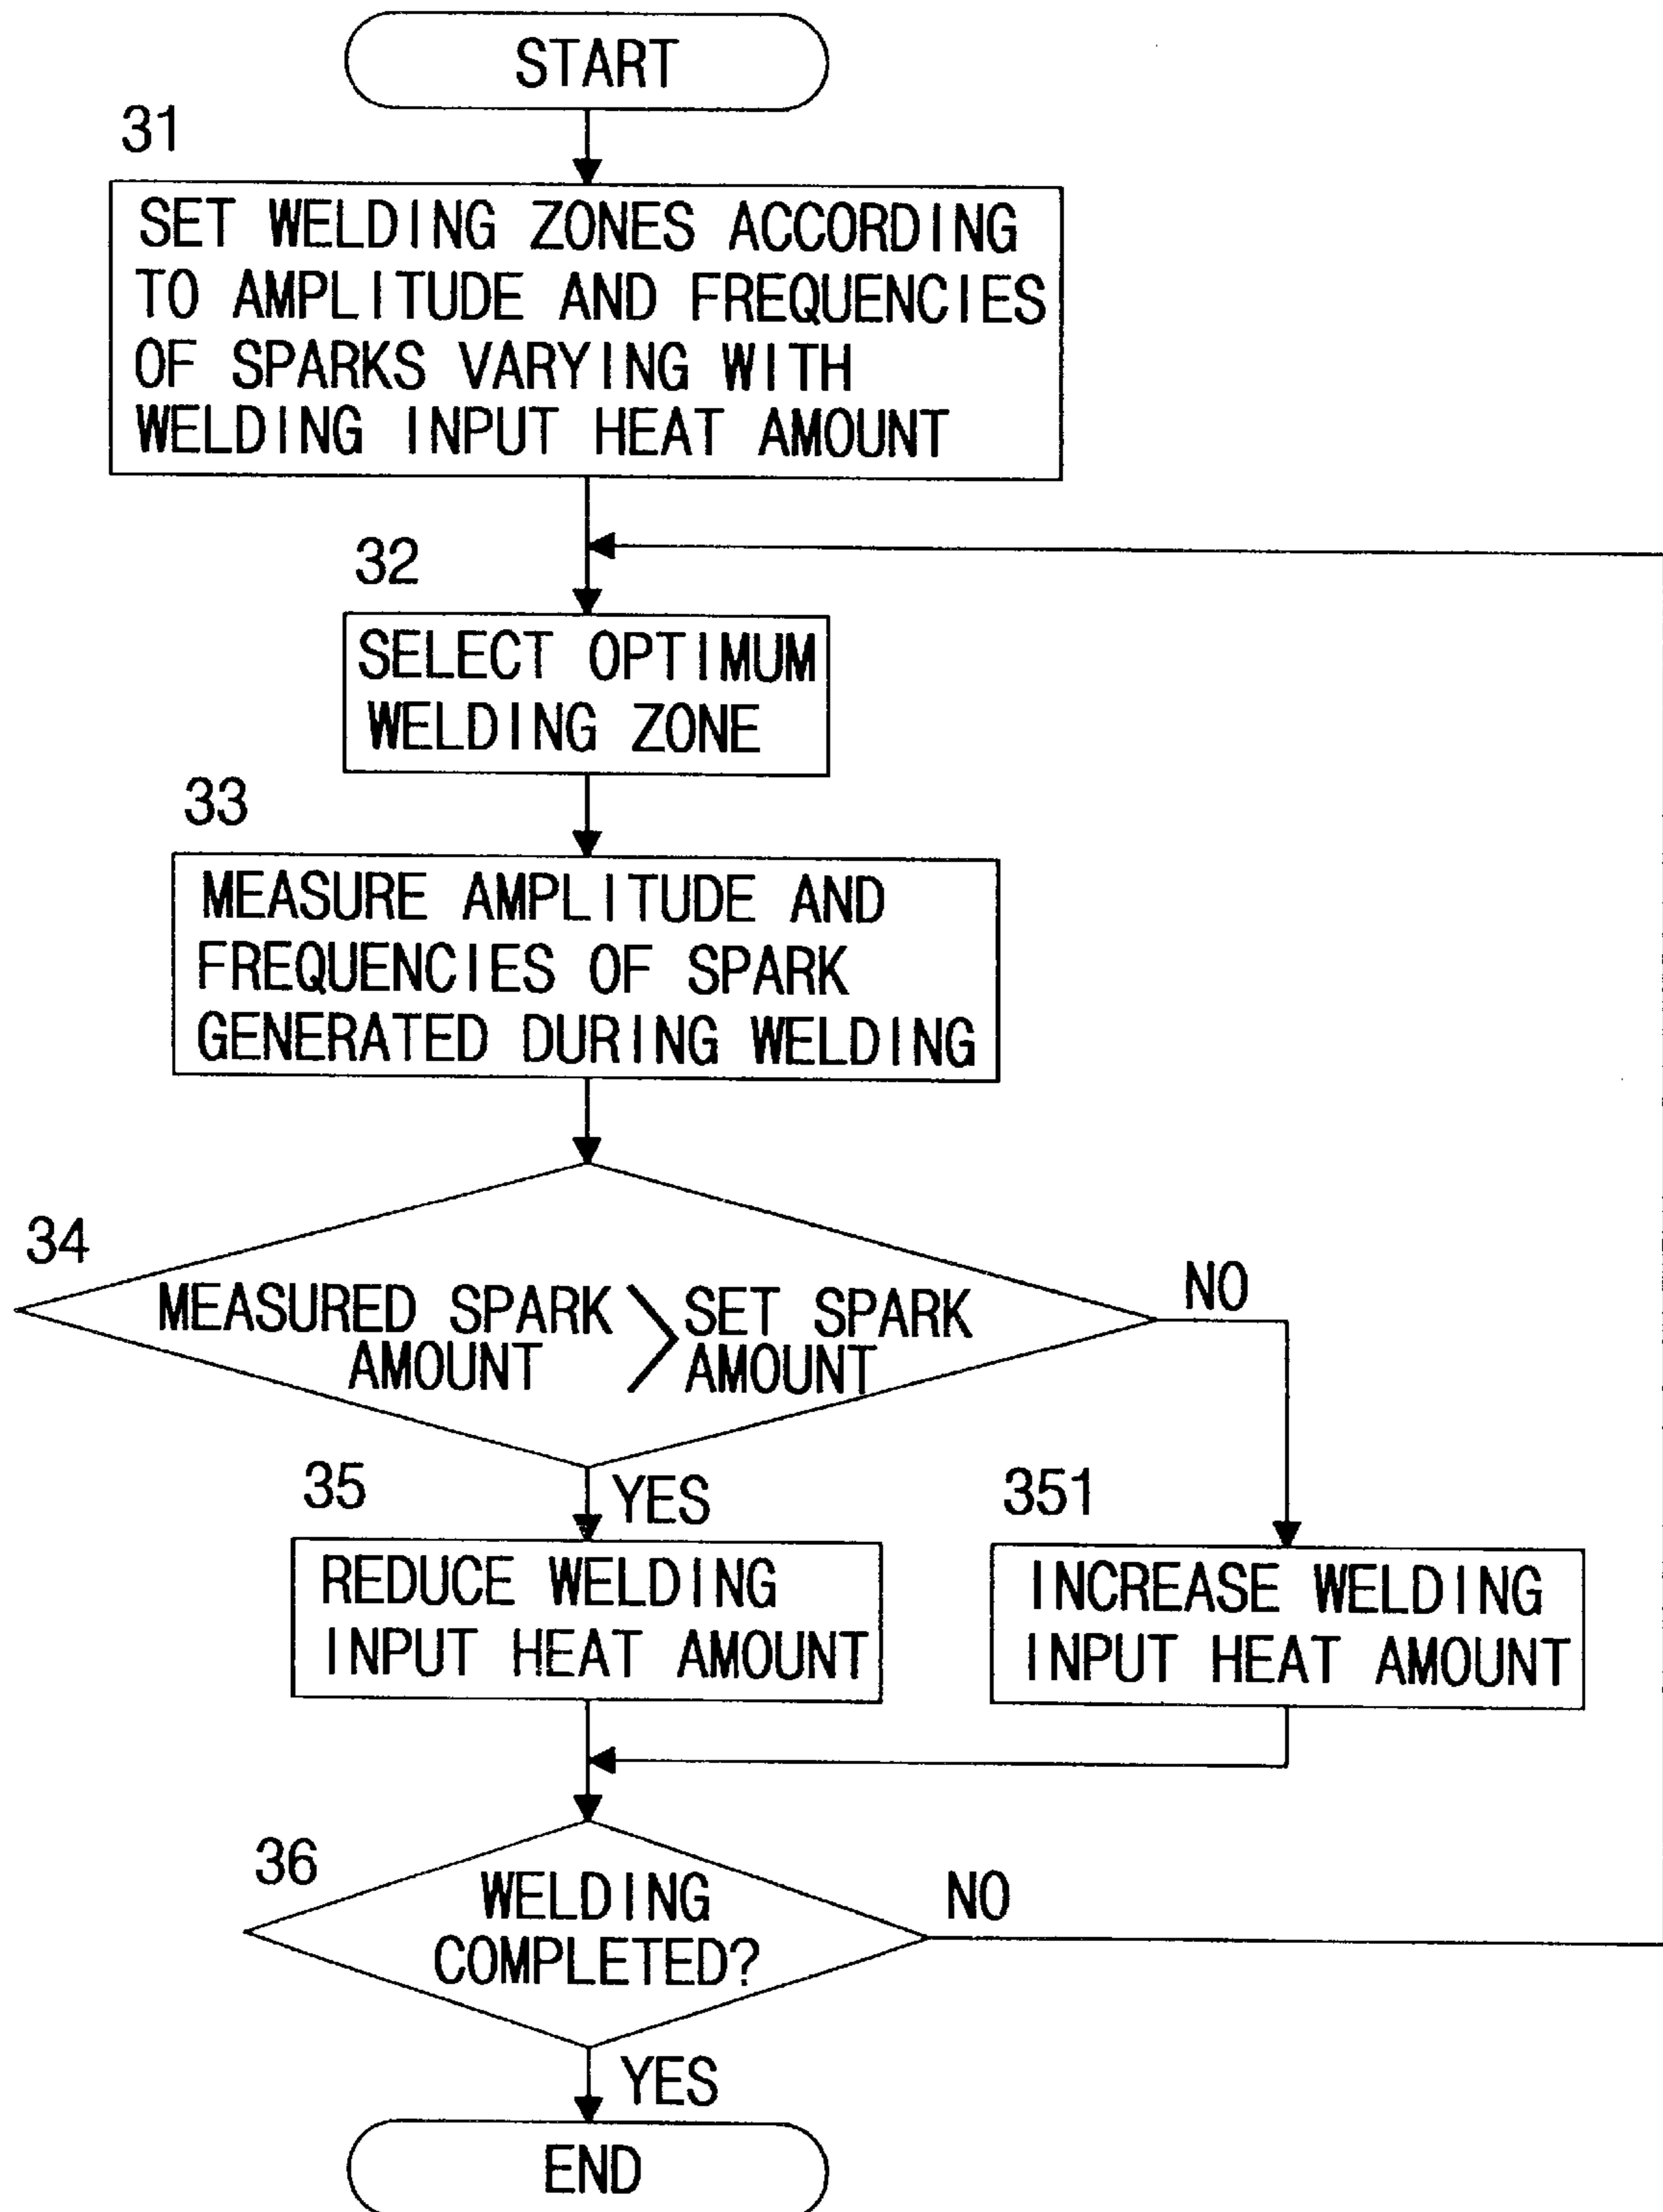 START
31
SET WELDING ZONES ACCORDING
TO AMPLITUDE AND FREQUENCIES
OF SPARKS VARYING WITH
WELDING INPUT HEAT AMOUNT
32
SELECT OPTIMUM
WELDING ZONE
33
MEASURE AMPLITUDE AND
FREQUENCIES OF SPARK
GENERATED DURING WELDING
34
MEASURED SPARK
AMOUNT
>
SET SPARK
AMOUNT
NO
YES
35
REDUCE WELDING
INPUT HEAT AMOUNT
351
INCREASE WELDING
INPUT HEAT AMOUNT
36
WELDING
COMPLETED?
NO
YES
END